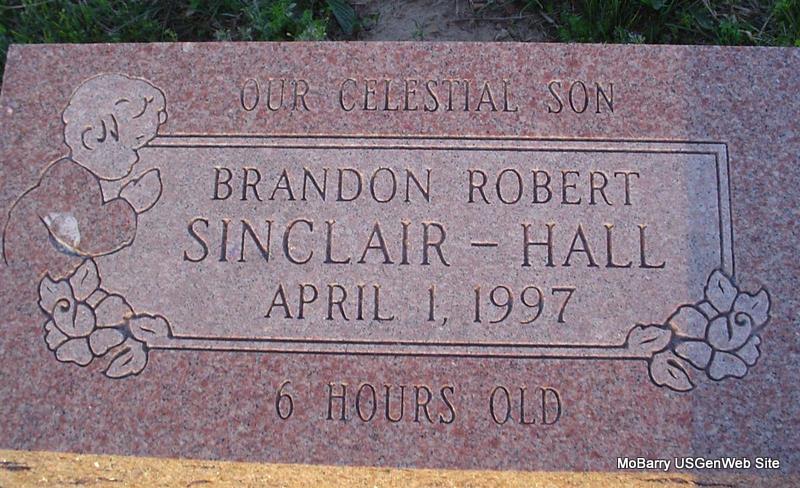 OUR CELESTIAL SON
BRANDON ROBERT
SINCLAIR – HALL
APRIL 1, 1997
6 HOURS OLD
MoBarry USGenWeb Site